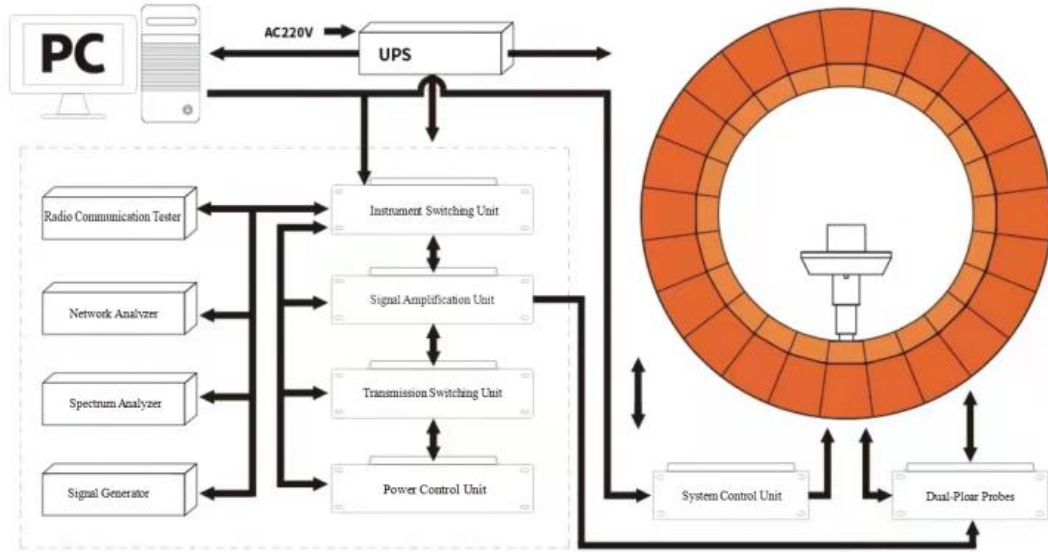 PC
AC220V
UPS
Radio Communication Tester
Instrument Switching Unit
Network Analyzer
Signal Amplification Unit
Spectrum Analyzer
Transmission Switching Unit
Signal Generator
Power Control Unit
System Control Unit
Dual-Ploar Probes